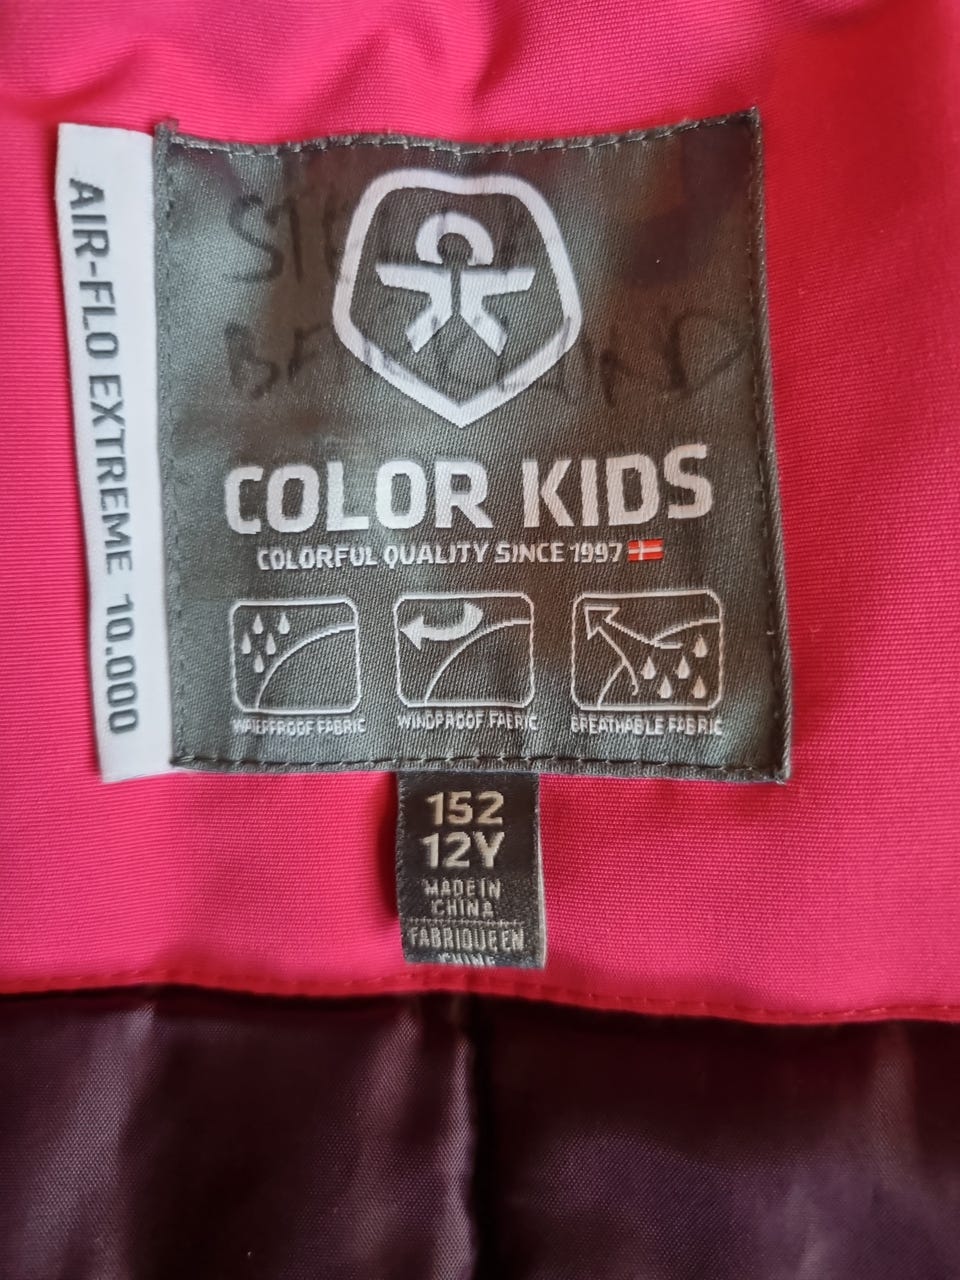 AIR-FLO EXTREME 10.000
COLOR KIDS
COLORFUL QUALITY SINCE 1997
WATERPROOF FABRIC
WINDPROOF FABRIC
BREATHABLE FABRIC
152
12Y
MADE IN
CHINA
FABRIQUE EN
CHINE